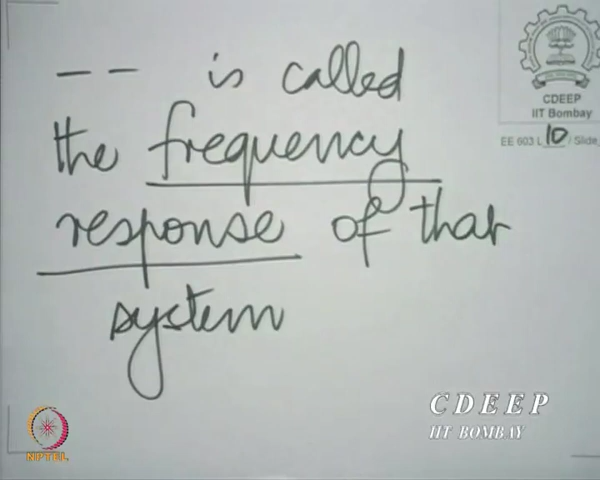 -- is called
the frequency
response of that
system
CDEEP
IIT Bombay
EE 603 L 10 / Slide
CDEEP
IIT BOMBAY
NPTEL